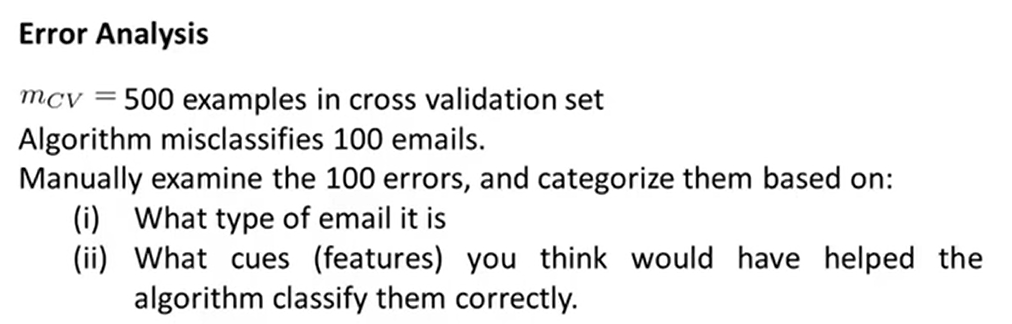 Error Analysis
mCV = 500 examples in cross validation set
Algorithm misclassifies 100 emails.
Manually examine the 100 errors, and categorize them based on:
(i) What type of email it is
(ii) What cues (features) you think would have helped the
algorithm classify them correctly.